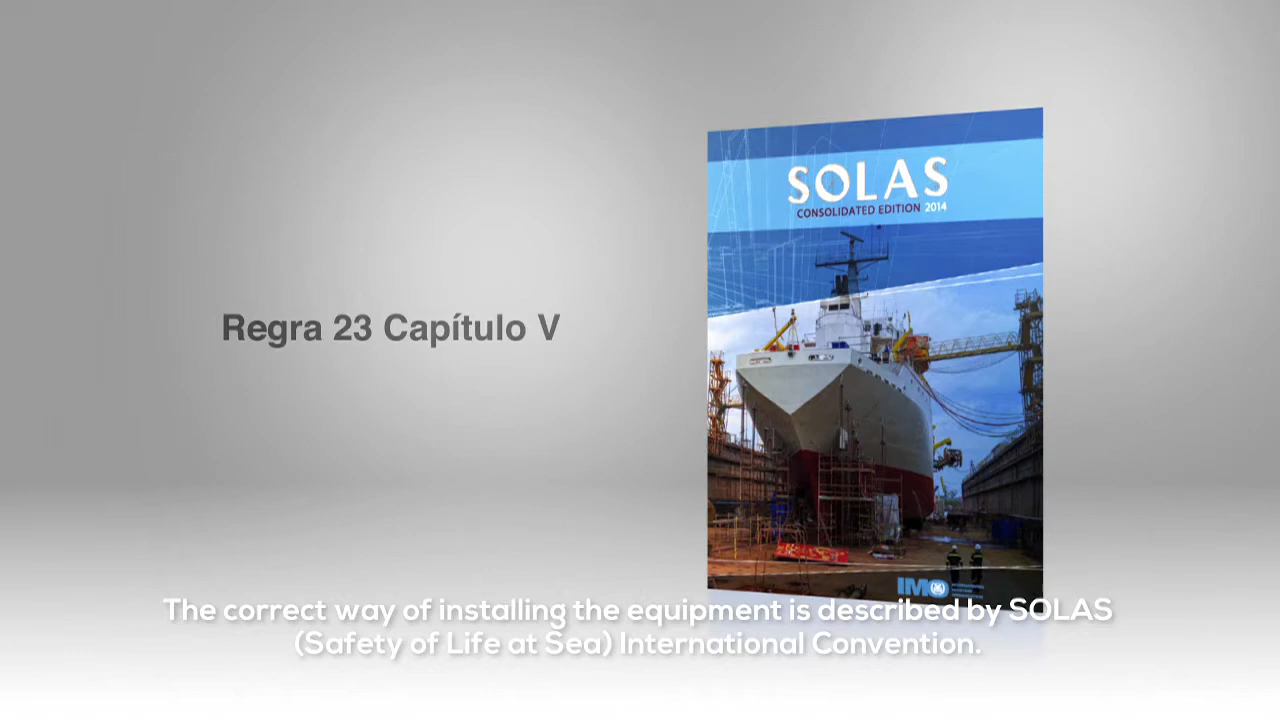 Regra 23 Capítulo V
SOLAS
CONSOLIDATED EDITION 2014
IMO
The correct way of installing the equipment is described by SOLAS
(Safety of Life at Sea) International Convention.